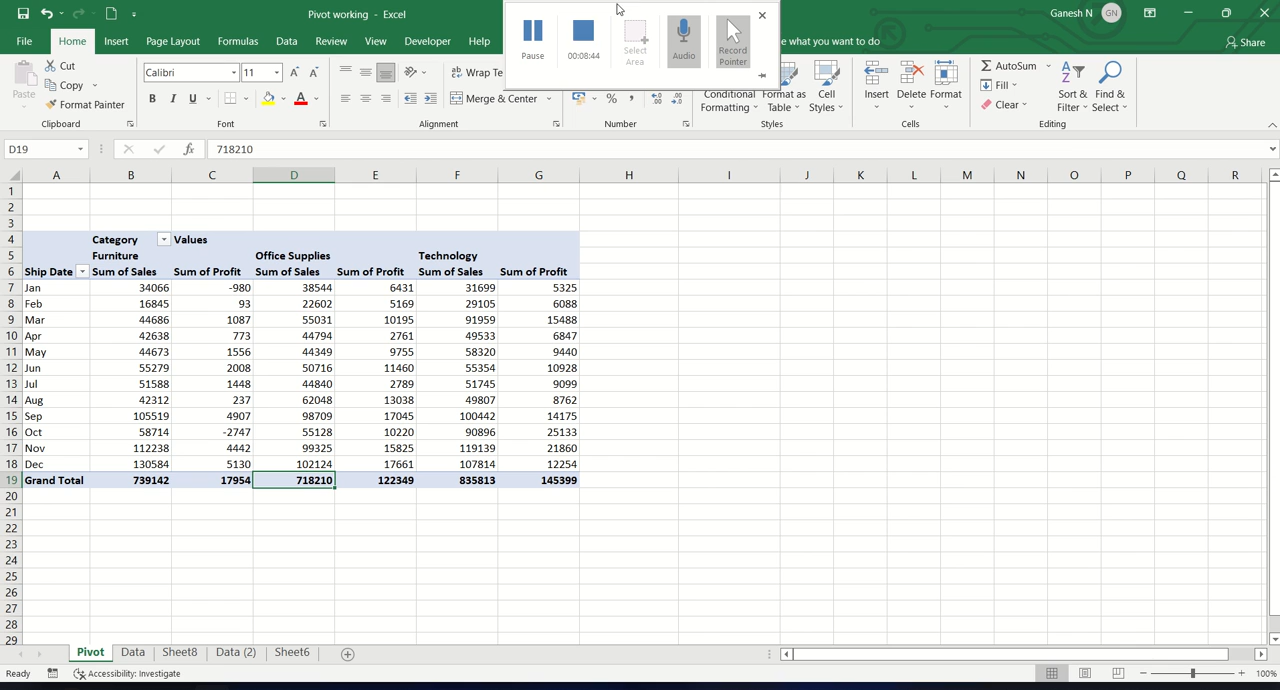 Pivot working - Excel
Ganesh N GN
File Home Insert Page Layout Formulas Data Review View Developer Help
e what you want to do
Share
Pause
00:08:44
Select
Area
Audio
Record
Pointer
Paste
Cut
Copy
Format Painter
Clipboard
Calibri 11
B I U
Font
Wrap Te
Merge & Center
Alignment
Number
Conditional
Formatting
Format as
Table
Cell
Styles
Styles
Insert Delete Format
Cells
AutoSum
Fill
Clear
Sort &
Filter
Find &
Select
Editing
D19 fx 718210
A B C D E F G H I J K L M N O P Q R
1
2
3
4 Category Values
5 Furniture Office Supplies Technology
6 Ship Date Sum of Sales Sum of Profit Sum of Sales Sum of Profit Sum of Sales Sum of Profit
7 Jan 34066 -980 38544 6431 31699 5325
8 Feb 16845 93 22602 5169 29105 6088
9 Mar 44686 1087 55031 10195 91959 15488
10 Apr 42638 773 44794 2761 49533 6847
11 May 44673 1556 44349 9755 58320 9440
12 Jun 55279 2008 50716 11460 55354 10928
13 Jul 51588 1448 44840 2789 51745 9099
14 Aug 42312 237 62048 13038 49807 8762
15 Sep 105519 4907 98709 17045 100442 14175
16 Oct 58714 -2747 55128 10220 90896 25133
17 Nov 112238 4442 99325 15825 119139 21860
18 Dec 130584 5130 102124 17661 107814 12254
19 Grand Total 739142 17954 718210 122349 835813 145399
20
21
22
23
24
25
26
27
28
29
Pivot Data Sheet8 Data (2) Sheet6
Ready Accessibility: Investigate 100%